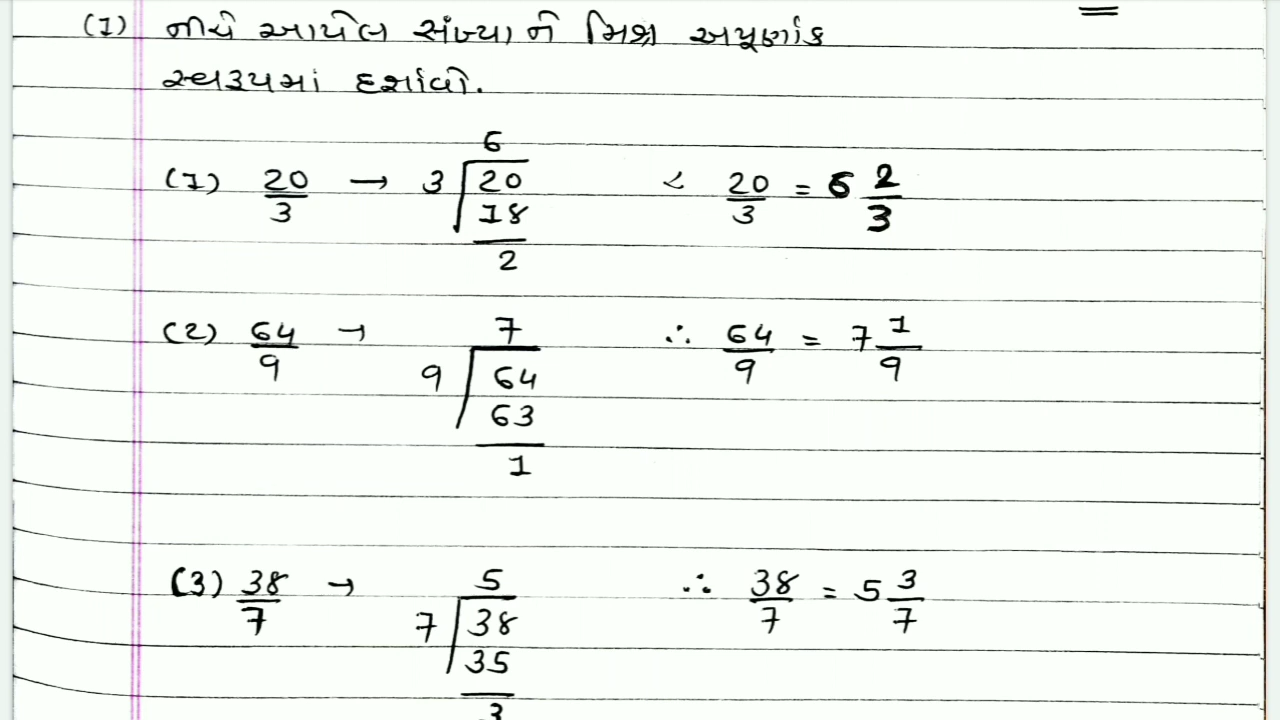 (1) નીચે આપેલ સંખ્યાને મિશ્ર અપૂર્ણાંક
સ્વરૂપમાં દર્શાવો.
6
(1) 20/3 → 3 20 20/3 = 6 2/3
18
2
(2) 64/9 → 7 ∴ 64/9 = 7 1/9
9 64
63
1
(3) 38/7 → 5 ∴ 38/7 = 5 3/7
7 38
35
3